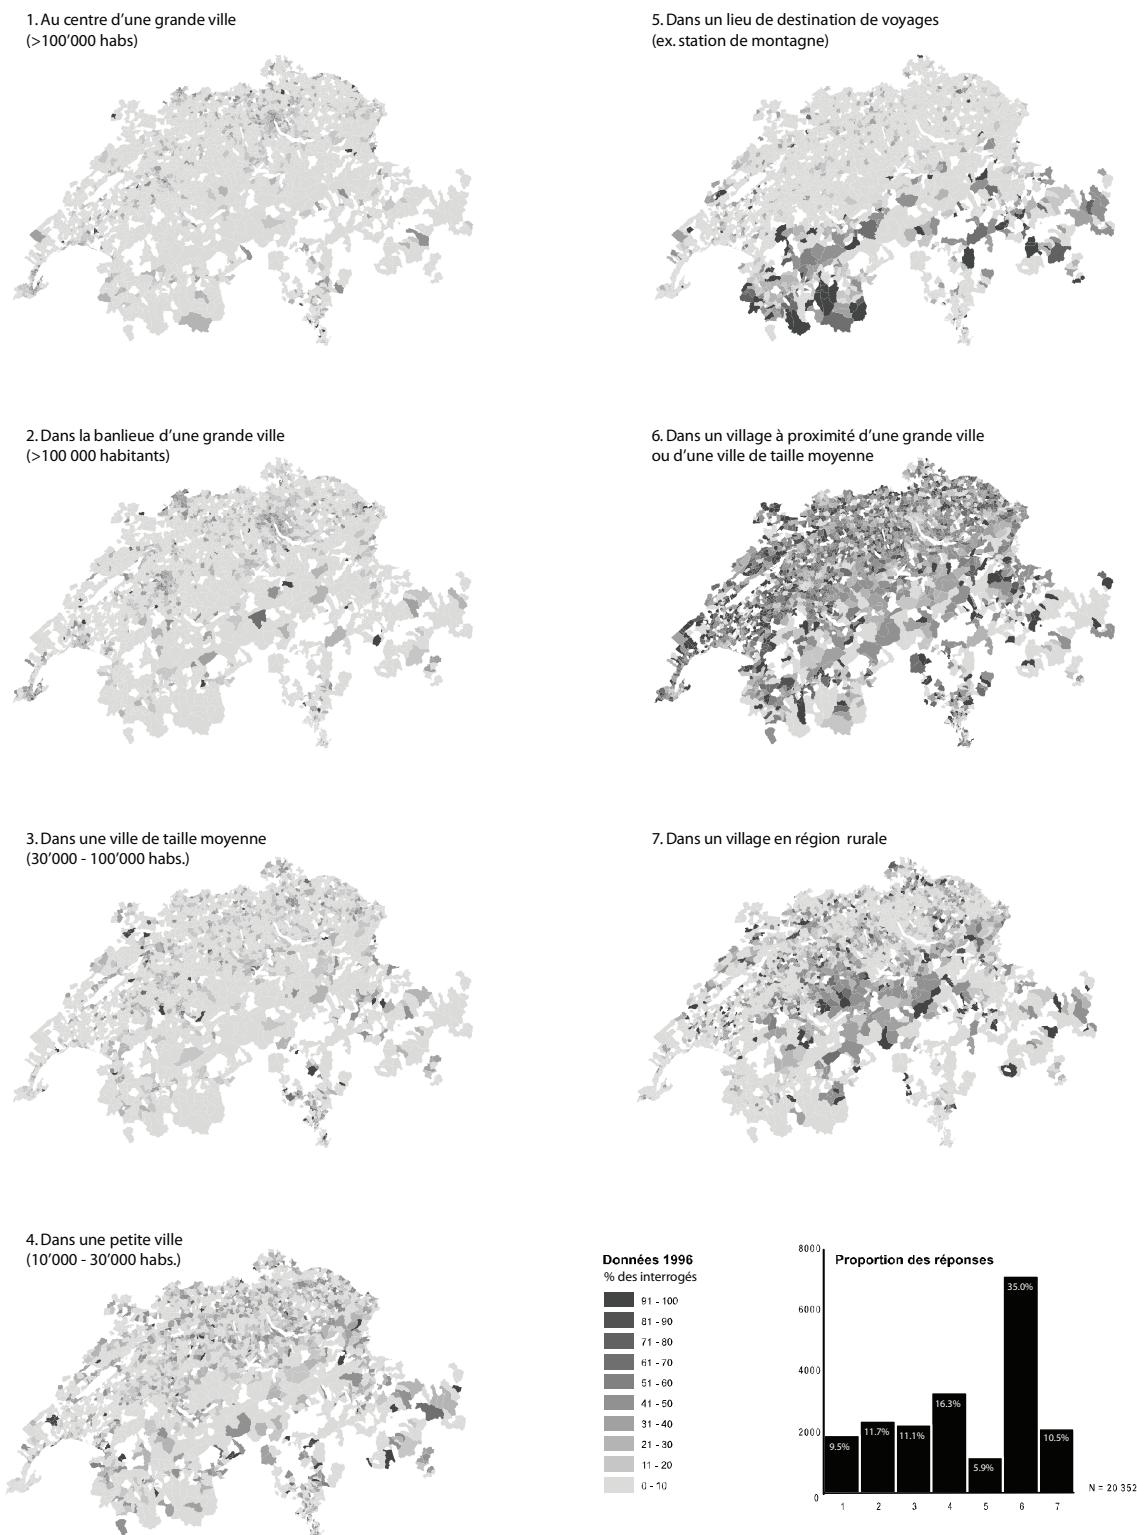 1. Au centre d’une grande ville
(>100’000 habs)
5. Dans un lieu de destination de voyages
(ex. station de montagne)
2. Dans la banlieue d’une grande ville
(>100 000 habitants)
6. Dans un village à proximité d’une grande ville
ou d’une ville de taille moyenne
3. Dans une ville de taille moyenne
(30’000 - 100’000 habs.)
7. Dans un village en région rurale
4. Dans une petite ville
(10’000 - 30’000 habs.)
Données 1996
% des interrogés
91 - 100
81 - 90
71 - 80
61 - 70
51 - 60
41 - 50
31 - 40
21 - 30
11 - 20
0 - 10
Proportion des réponses
8000
6000
4000
2000
0
9.5%
11.7%
11.1%
16.3%
5.9%
35.0%
10.5%
1 2 3 4 5 6 7
N = 20 352